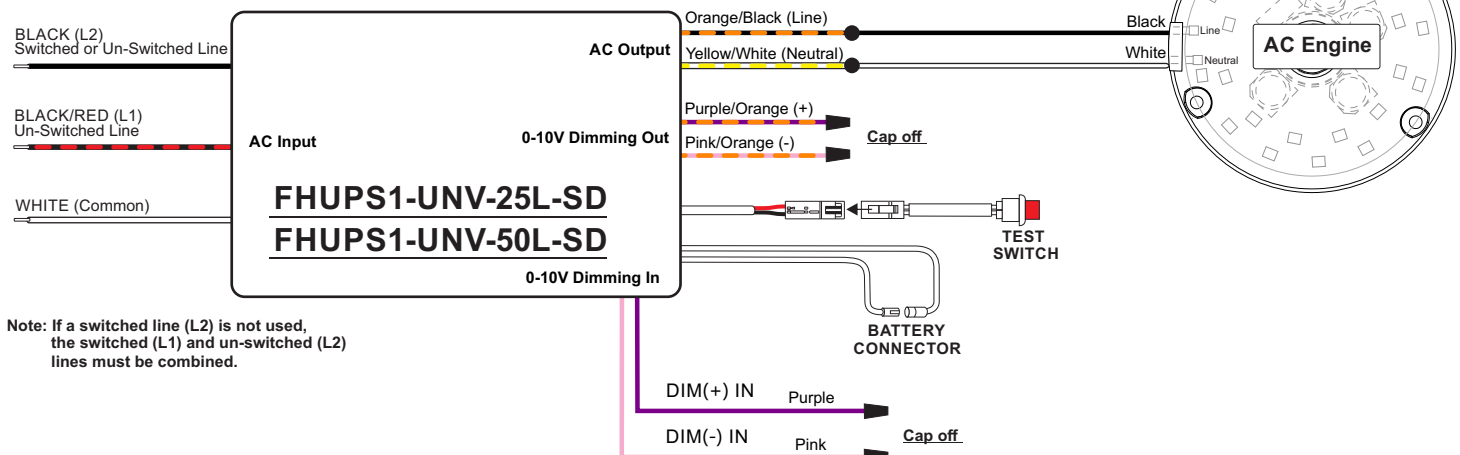 BLACK (L2)
Switched or Un-Switched Line
BLACK/RED (L1)
Un-Switched Line
WHITE (Common)
AC Input
AC Output
0-10V Dimming Out
FHUPS1-UNV-25L-SD
FHUPS1-UNV-50L-SD
0-10V Dimming In
Orange/Black (Line)
Yellow/White (Neutral)
Purple/Orange (+)
Pink/Orange (-)
Cap off
Black
White
Line
Neutral
AC Engine
TEST
SWITCH
BATTERY
CONNECTOR
Note: If a switched line (L2) is not used,
the switched (L1) and un-switched (L2)
lines must be combined.
DIM(+) IN
Purple
DIM(-) IN
Pink
Cap off